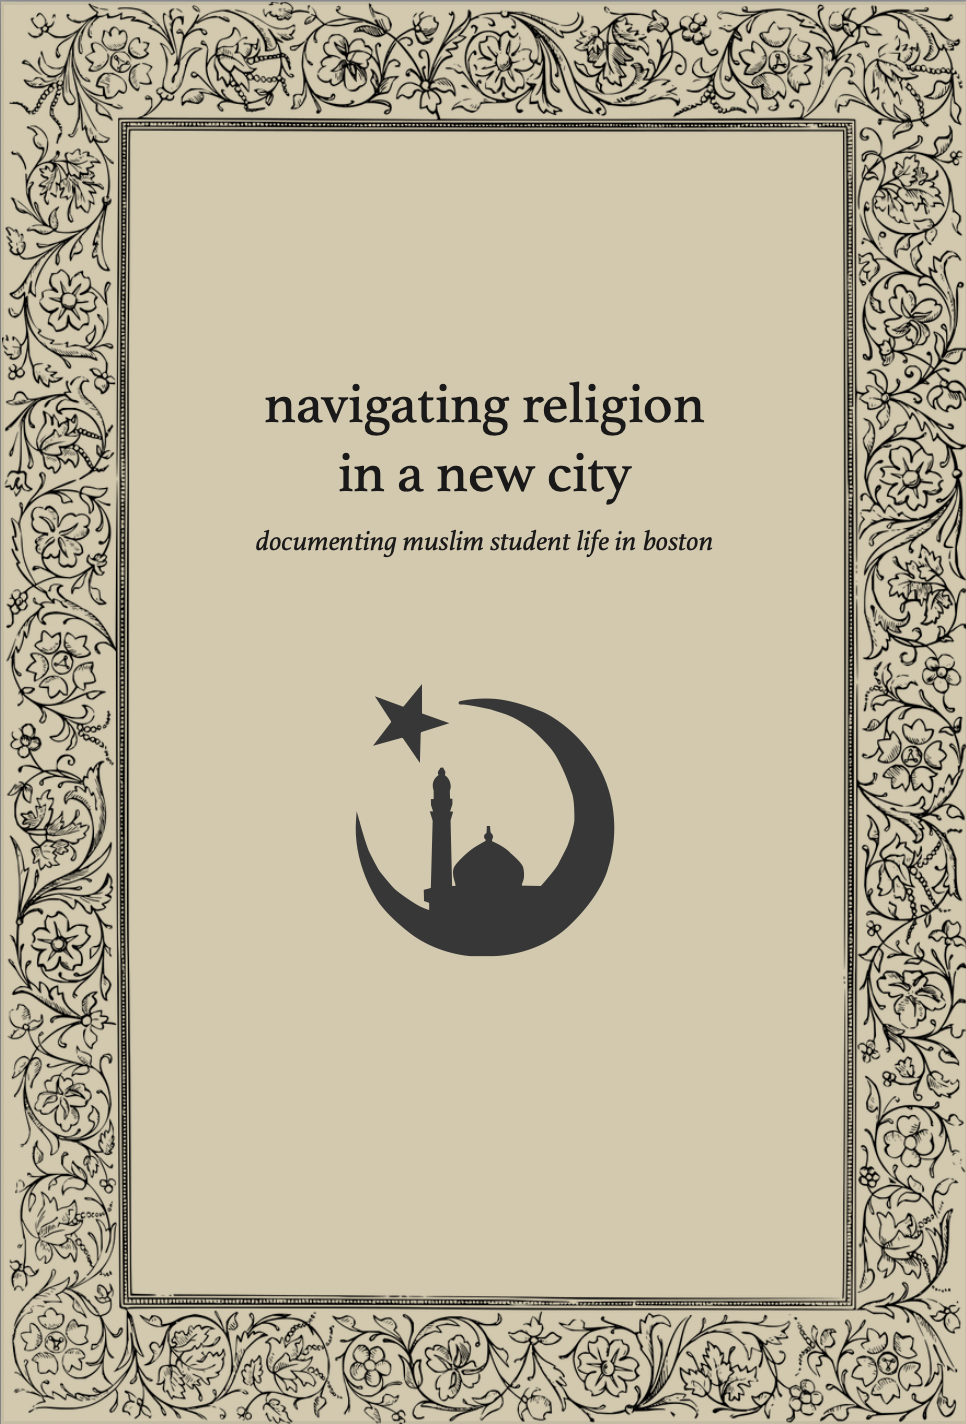 navigating religion
in a new city
documenting muslim student life in boston